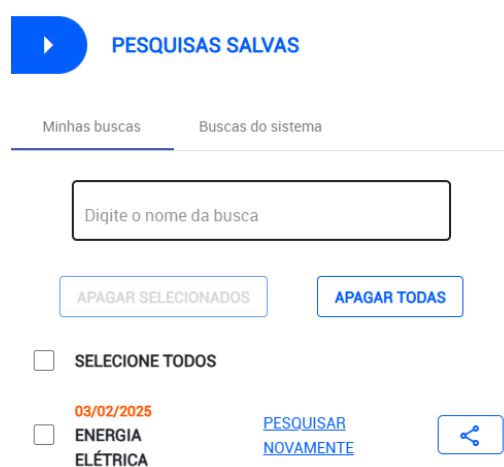 PESQUISAS SALVAS
Minhas buscas Buscas do sistema
Digite o nome da busca
APAGAR SELECIONADOS APAGAR TODAS
SELECIONE TODOS
03/02/2025
ENERGIA
ELÉTRICA
PESQUISAR
NOVAMENTE